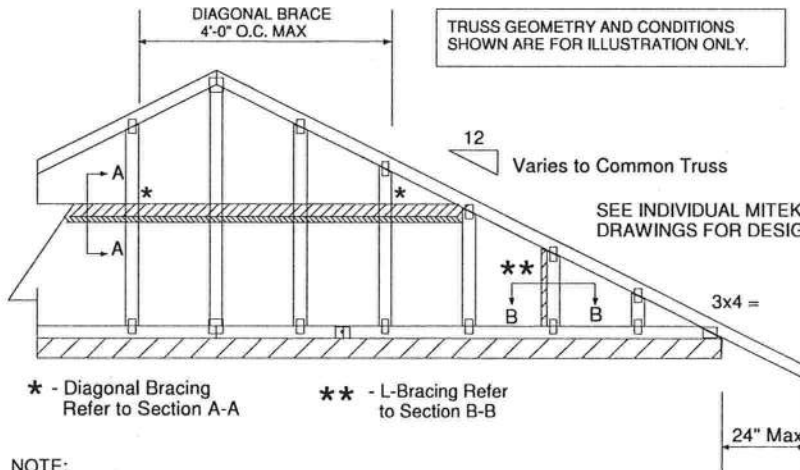 DIAGONAL BRACE
4'-0" O.C. MAX
TRUSS GEOMETRY AND CONDITIONS
SHOWN ARE FOR ILLUSTRATION ONLY.
12
Varies to Common Truss
A
*
*
A
SEE INDIVIDUAL MITEK
DRAWINGS FOR DESIG
**
B
B
3x4 =
* - Diagonal Bracing
Refer to Section A-A
** - L-Bracing Refer
to Section B-B
24" Max
NOTE: